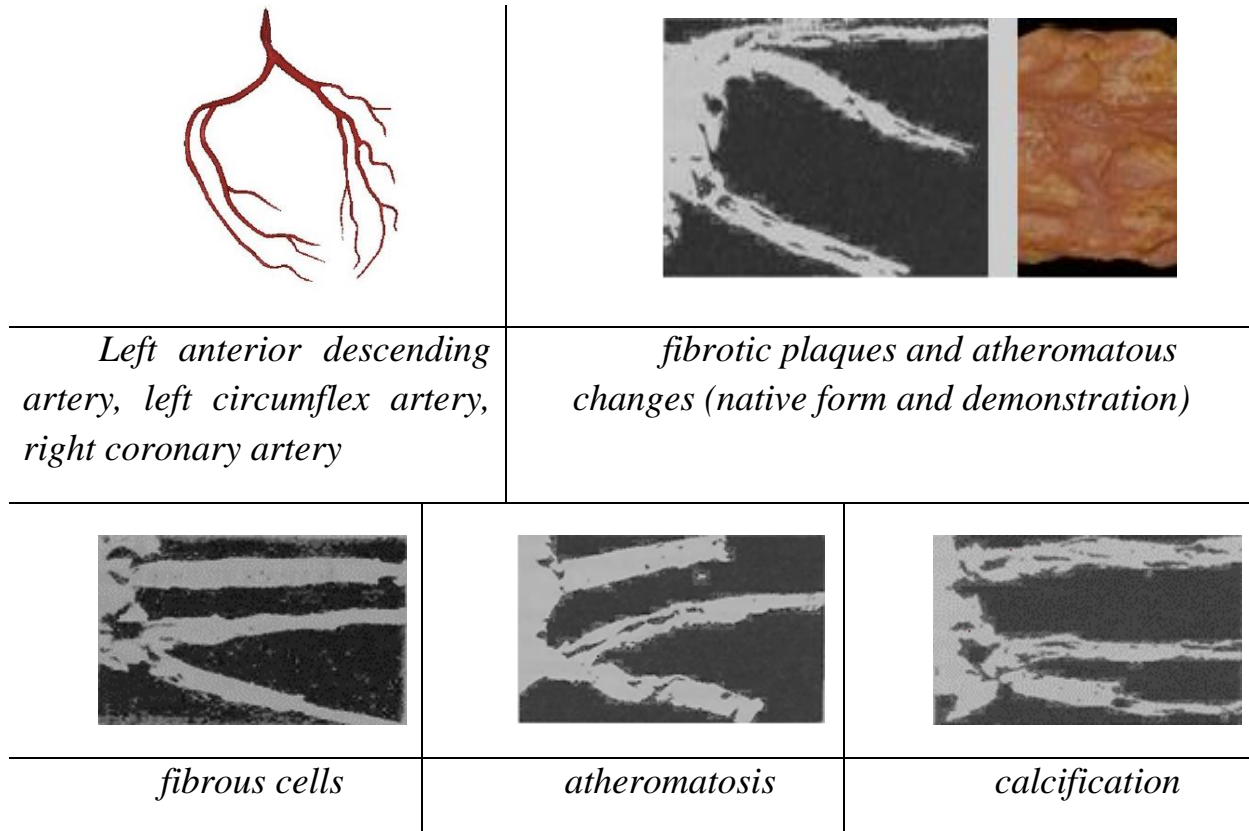 Left anterior descending
artery, left circumflex artery,
right coronary artery
fibrotic plaques and atheromatous
changes (native form and demonstration)
fibrous cells
atheromatosis
calcification